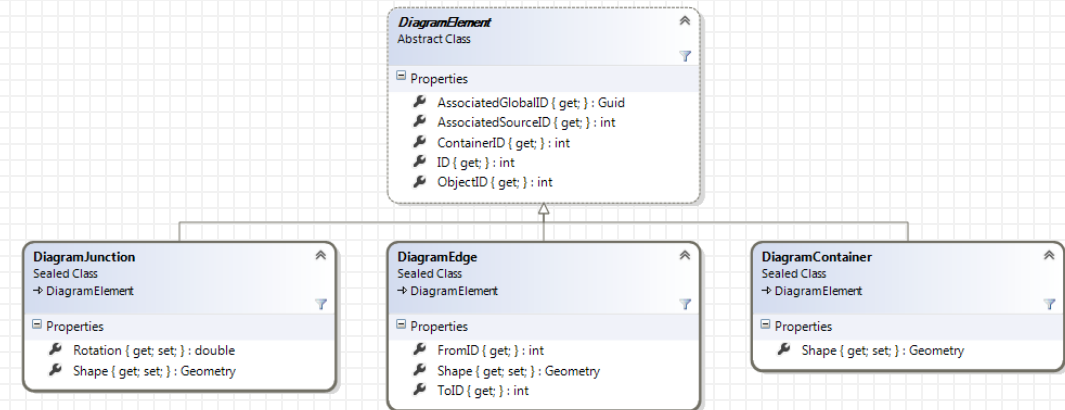 DiagramElement
Abstract Class
Properties
AssociatedGlobalID { get; } : Guid
AssociatedSourceID { get; } : int
ContainerID { get; } : int
ID { get; } : int
ObjectID { get; } : int
DiagramJunction
Sealed Class
DiagramElement
Properties
Rotation { get; set; } : double
Shape { get; set; } : Geometry
DiagramEdge
Sealed Class
DiagramElement
Properties
FromID { get; } : int
Shape { get; set; } : Geometry
ToID { get; } : int
DiagramContainer
Sealed Class
DiagramElement
Properties
Shape { get; set; } : Geometry